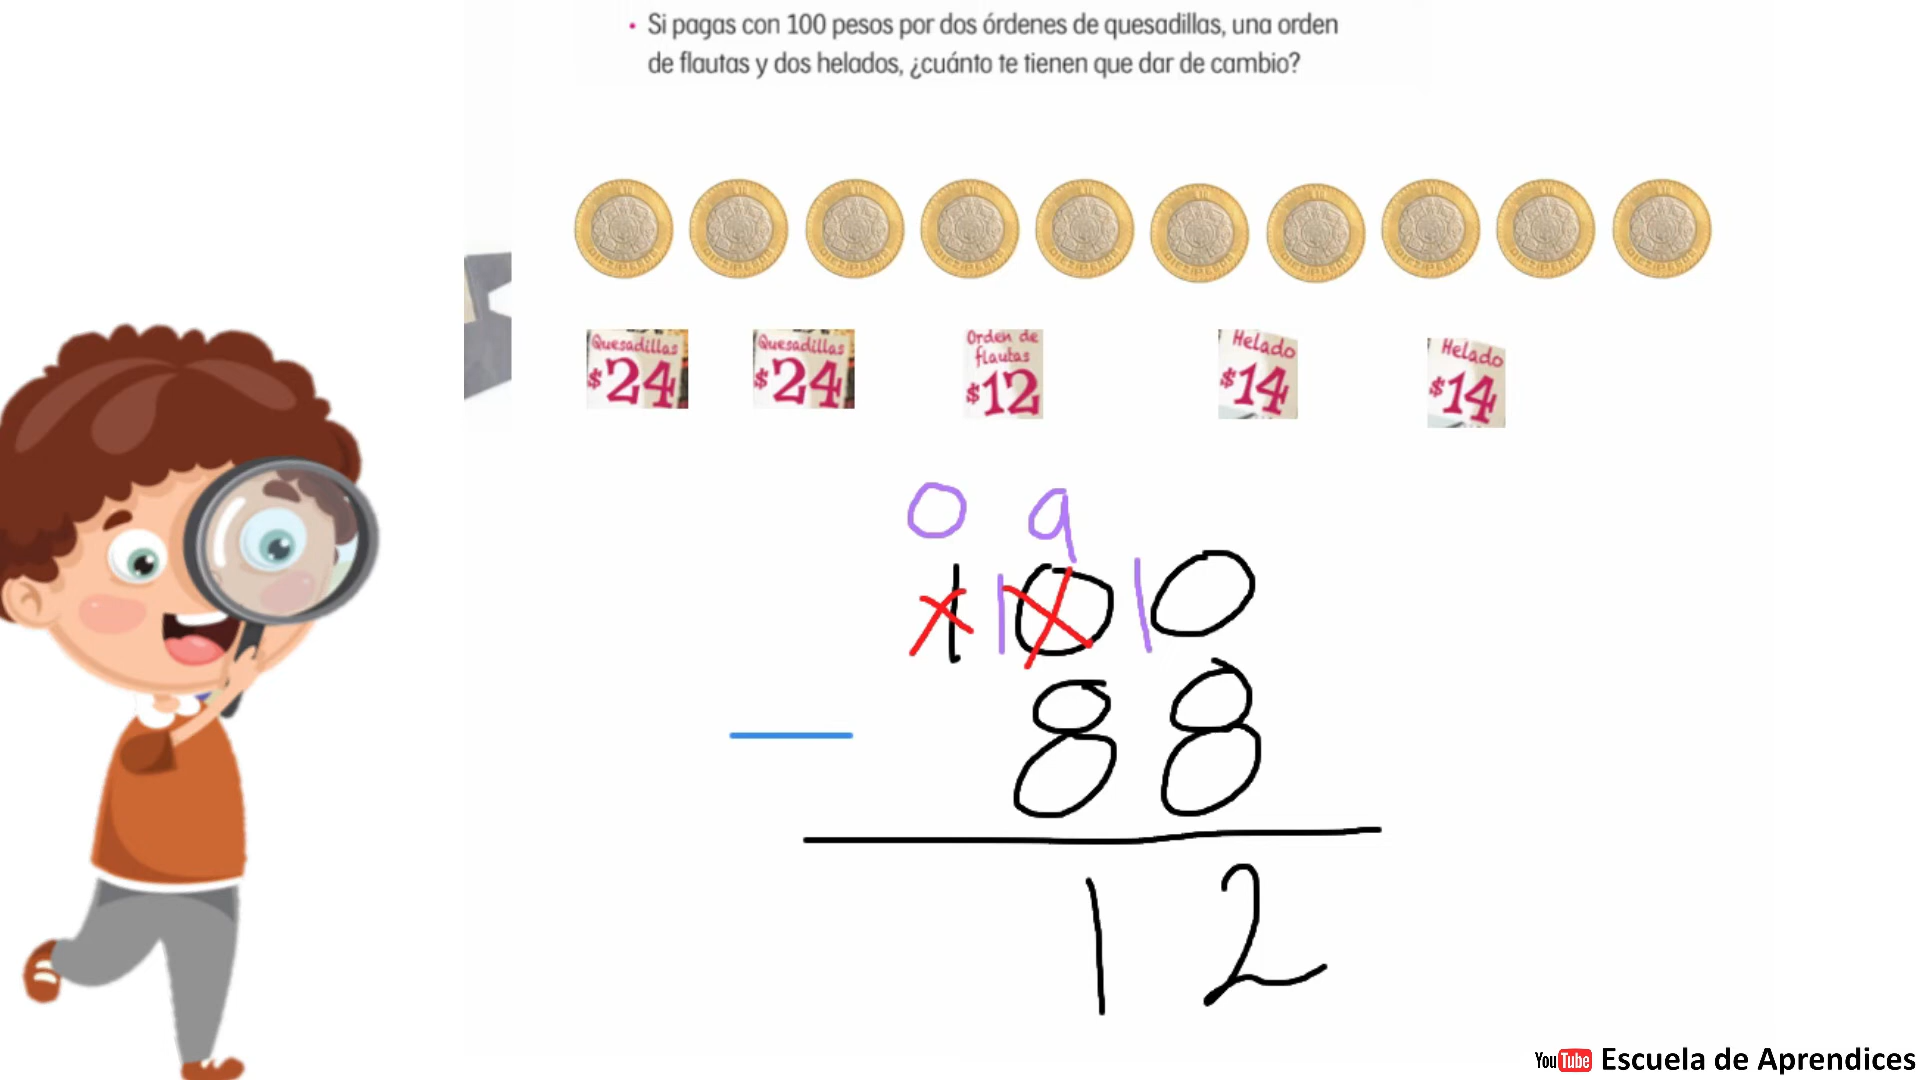 • Si pagas con 100 pesos por dos órdenes de quesadillas, una orden
de flautas y dos helados, ¿cuánto te tienen que dar de cambio?
Quesadillas
$24
Quesadillas
$24
Orden de
flautas
$12
Helado
$14
Helado
$14
0 9
1 10 10
— 88
12
YouTube Escuela de Aprendices